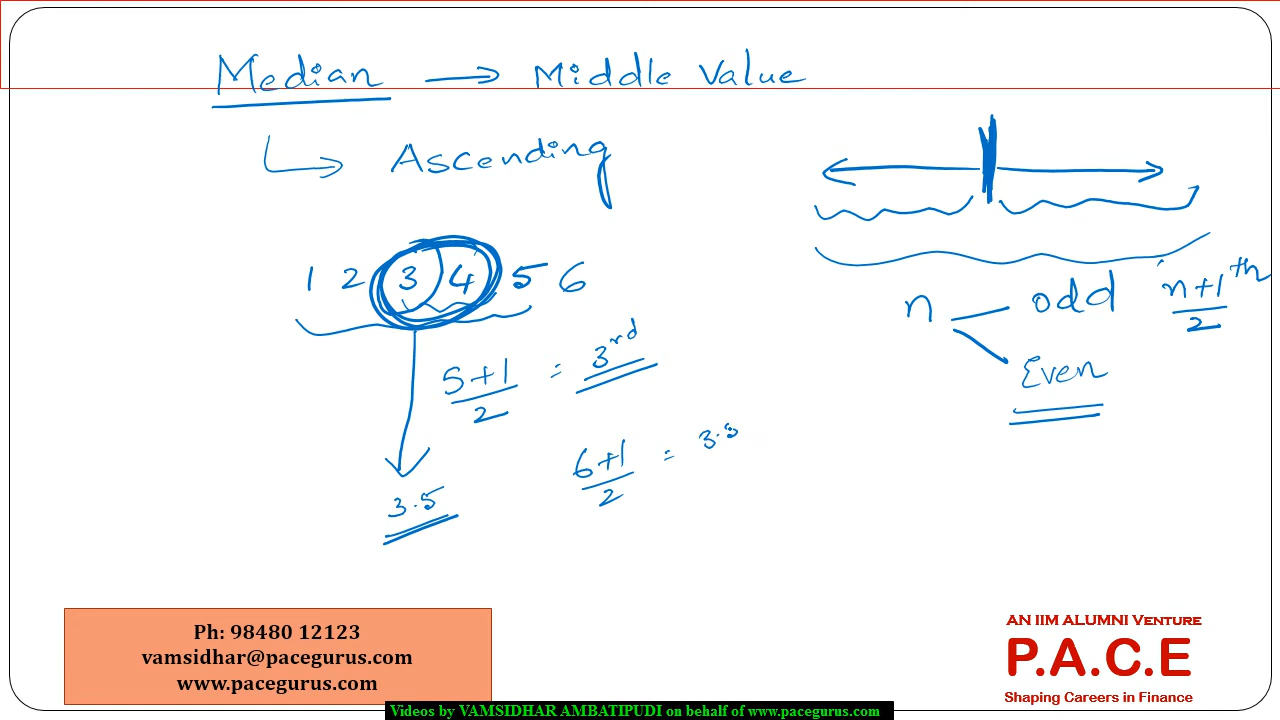 Median → Middle Value
↳ Ascending
1 2 3 4 5 6
n odd n+1/2 th
Even
5+1/2 = 3rd
6+1/2 = 3.5
3.5
Ph: 98480 12123
vamsidhar@pacegurus.com
www.pacegurus.com
AN IIM ALUMNI VENTURE
P.A.C.E
Shaping Careers in Finance
Videos by VAMSIDHAR AMBATIPUDI on behalf of www.pacegurus.com